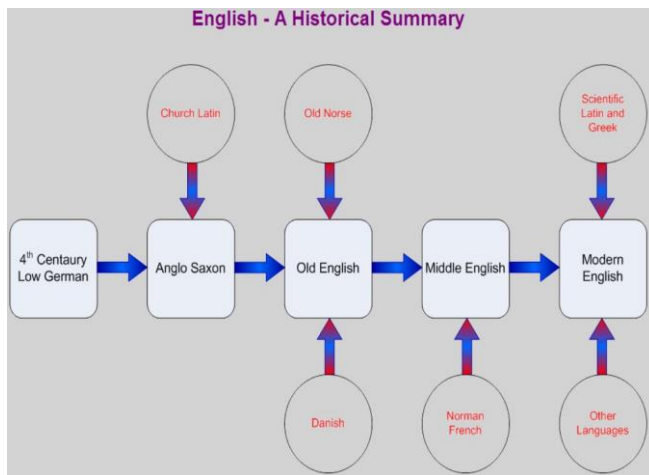 English - A Historical Summary
Church Latin
Old Norse
Scientific
Latin and
Greek
4th Centaury
Low German
Anglo Saxon
Old English
Middle English
Modern
English
Danish
Norman
French
Other
Languages